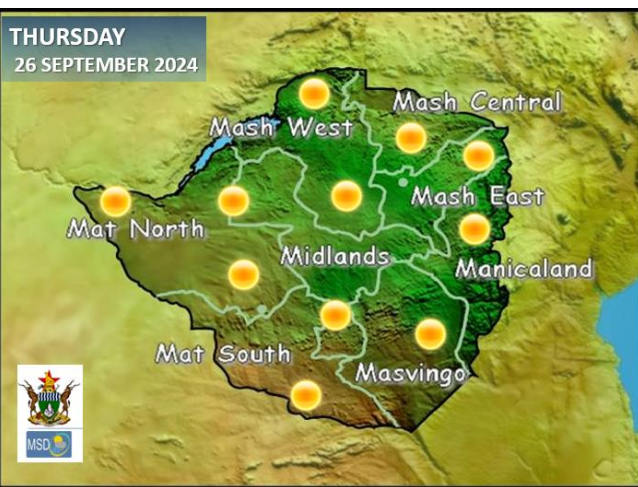 THURSDAY
26 SEPTEMBER 2024
Mash Central
Mash West
Mash East
Mat North
Midlands
Manicaland
Mat South
Masvingo
MSD